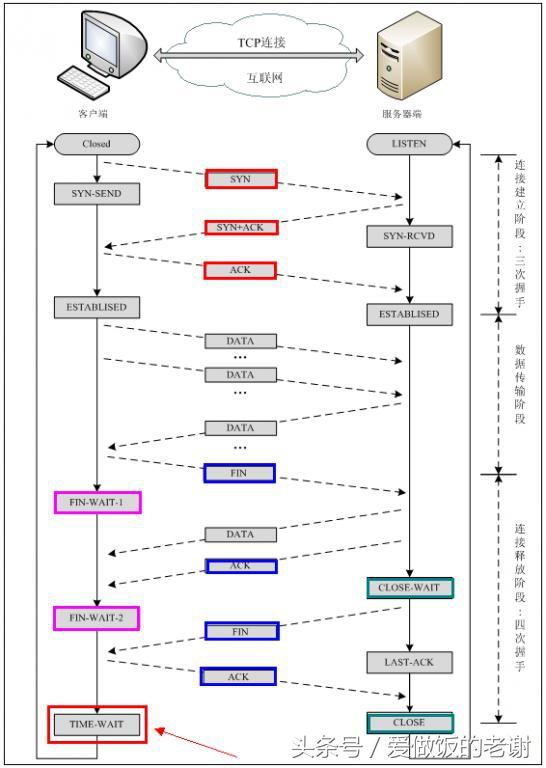 TCP连接
互联网
客户端
服务器端
Closed
LISTEN
SYN
SYN-SEND
SYN+ACK
SYN-RCVD
ACK
ESTABLISED
ESTABLISED
连接建立阶段:三次握手
DATA
...
DATA
...
DATA
...
数据传输阶段
FIN
FIN-WAIT-1
DATA
ACK
CLOSE-WAIT
FIN-WAIT-2
FIN
LAST-ACK
ACK
连接释放阶段:四次握手
TIME-WAIT
CLOSE
头条号 / 爱做饭的老谢